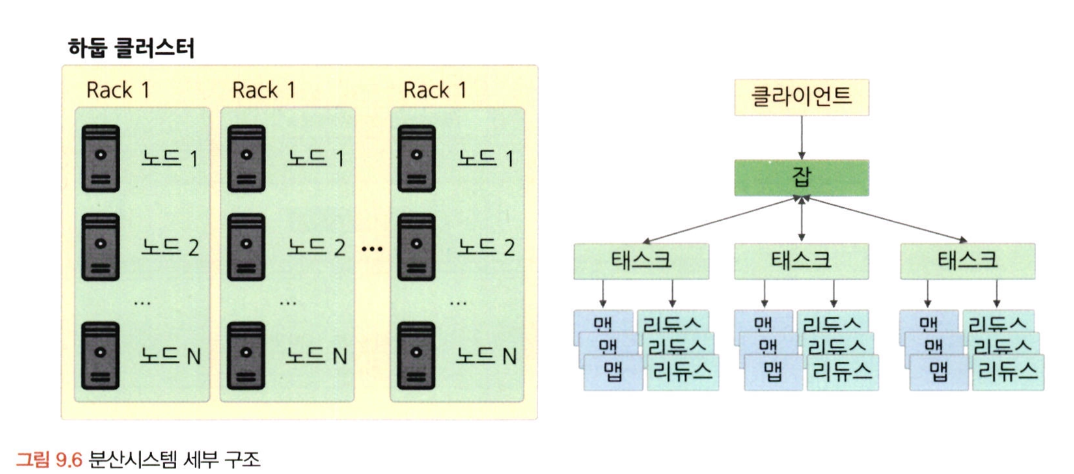 하둡 클러스터
Rack 1
노드 1
노드 2
...
노드 N
Rack 1
노드 1
노드 2
...
노드 N
...
Rack 1
노드 1
노드 2
...
노드 N
클라이언트
잡
태스크
태스크
태스크
맵
리듀스
맵
리듀스
맵
리듀스
맵
리듀스
맵
리듀스
맵
리듀스
맵
리듀스
맵
리듀스
맵
리듀스
그림 9.6 분산시스템 세부 구조